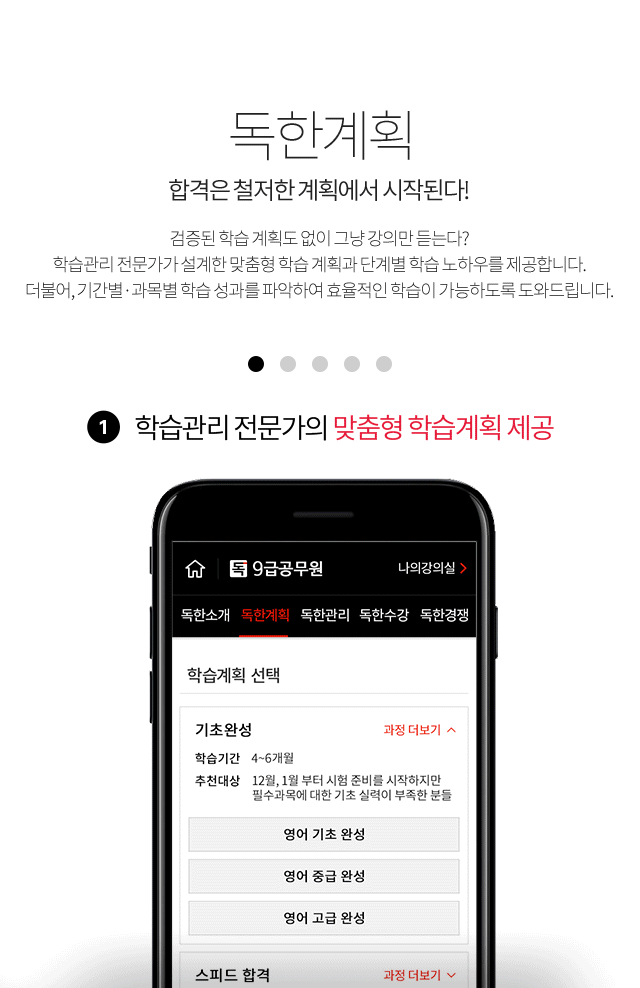 독한계획
합격은 철저한 계획에서 시작된다!
검증된 학습 계획도 없이 그냥 강의만 듣는다?
학습관리 전문가가 설계한 맞춤형 학습 계획과 단계별 학습 노하우를 제공합니다.
더불어, 기간별·과목별 학습 성과를 파악하여 효율적인 학습이 가능하도록 도와드립니다.
1 학습관리 전문가의 맞춤형 학습계획 제공
독 9급공무원 나의강의실
독한소개 독한계획 독한관리 독한수강 독한경쟁
학습계획 선택
기초완성 과정 더보기
학습기간 4~6개월
추천대상 12월, 1월 부터 시험 준비를 시작하지만
필수과목에 대한 기초 실력이 부족한 분들
영어 기초 완성
영어 중급 완성
영어 고급 완성
스피드 합격 과정 더보기